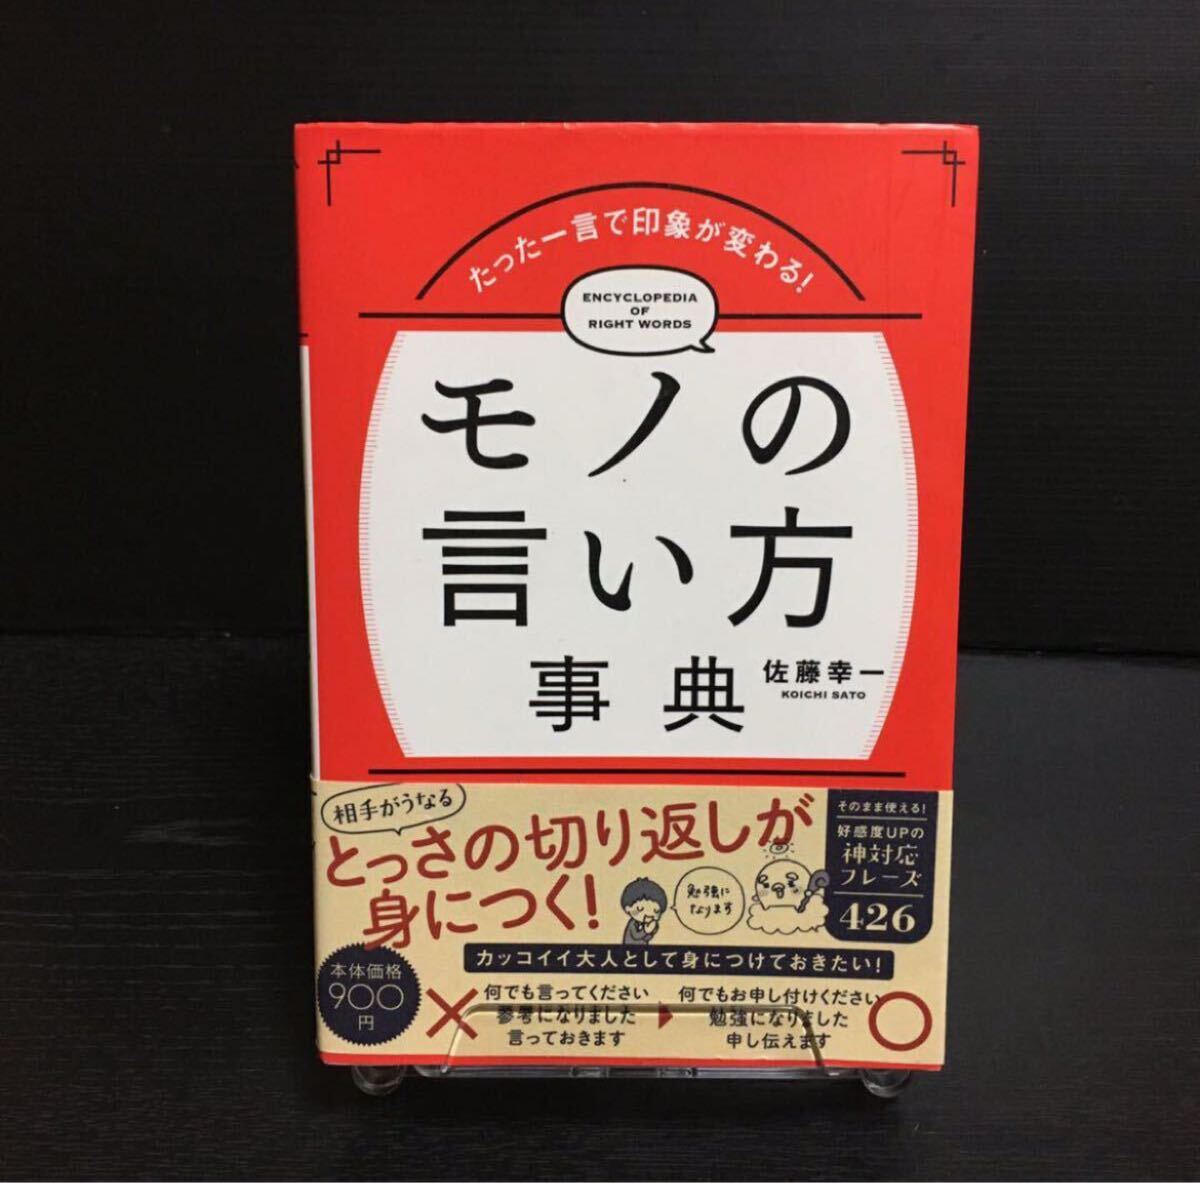 たった一言で印象が変わる!
ENCYCLOPEDIA
OF
RIGHT WORDS
モノの
言い方
事典
佐藤幸一
KOICHI SATO
相手がうなる
とっさの切り返しが
身につく!
勉強に
なります
そのまま使える!
好感度UPの
神対応
フレーズ
426
カッコイイ大人として身につけておきたい!
本体価格
900
円
何でも言ってください
参考になりました
言っておきます
何でもお申し付けください
勉強になりました
申し伝えます